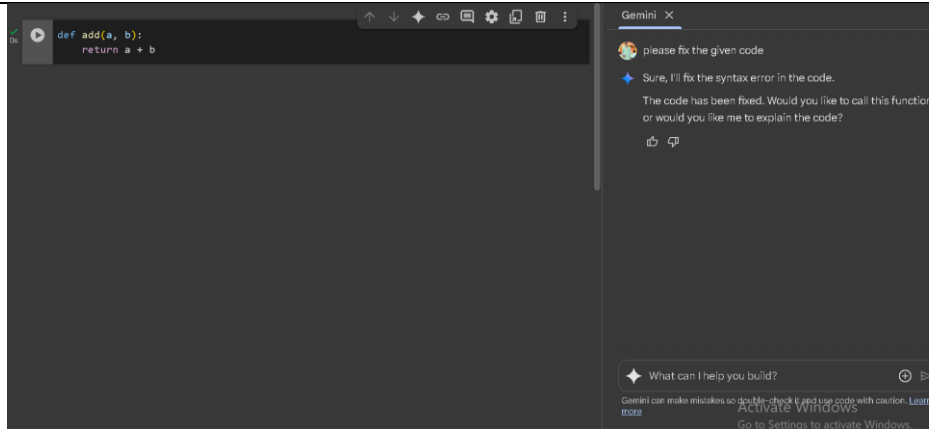 0s
def add(a, b):
    return a + b
Gemini
please fix the given code
Sure, I'll fix the syntax error in the code.
The code has been fixed. Would you like to call this function
or would you like me to explain the code?
What can I help you build?
Gemini can make mistakes so double-check it and use code with caution. Learn
more
Activate Windows
Go to Settings to activate Windows.